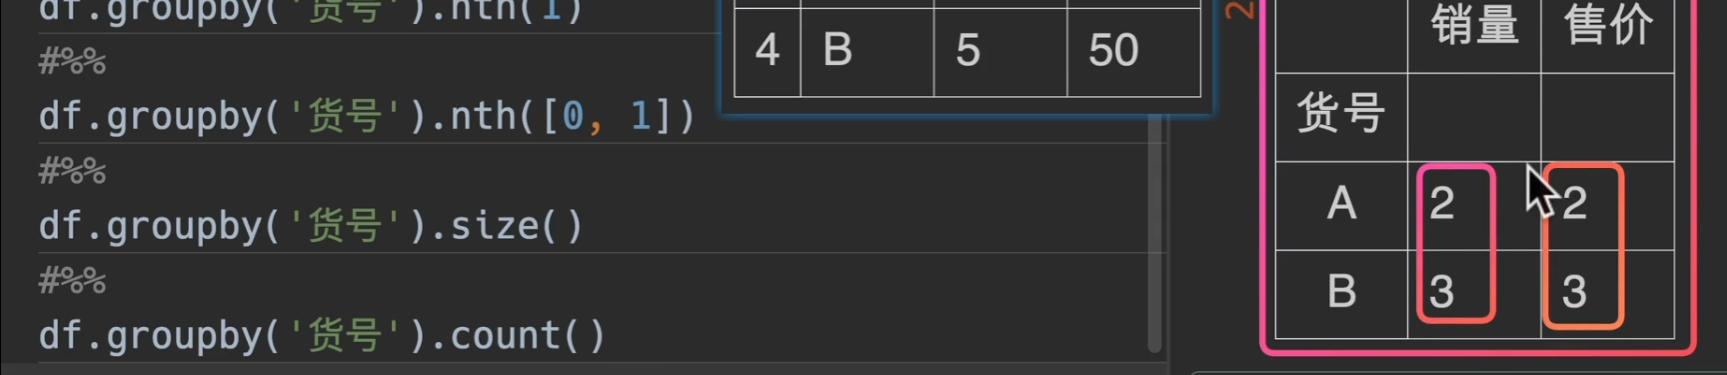 df.groupby('货号').nth(1)
#%%
df.groupby('货号').nth([0, 1])
#%%
df.groupby('货号').size()
#%%
df.groupby('货号').count()
4 B 5 50
2
销量 售价
货号
A 2 2
B 3 3